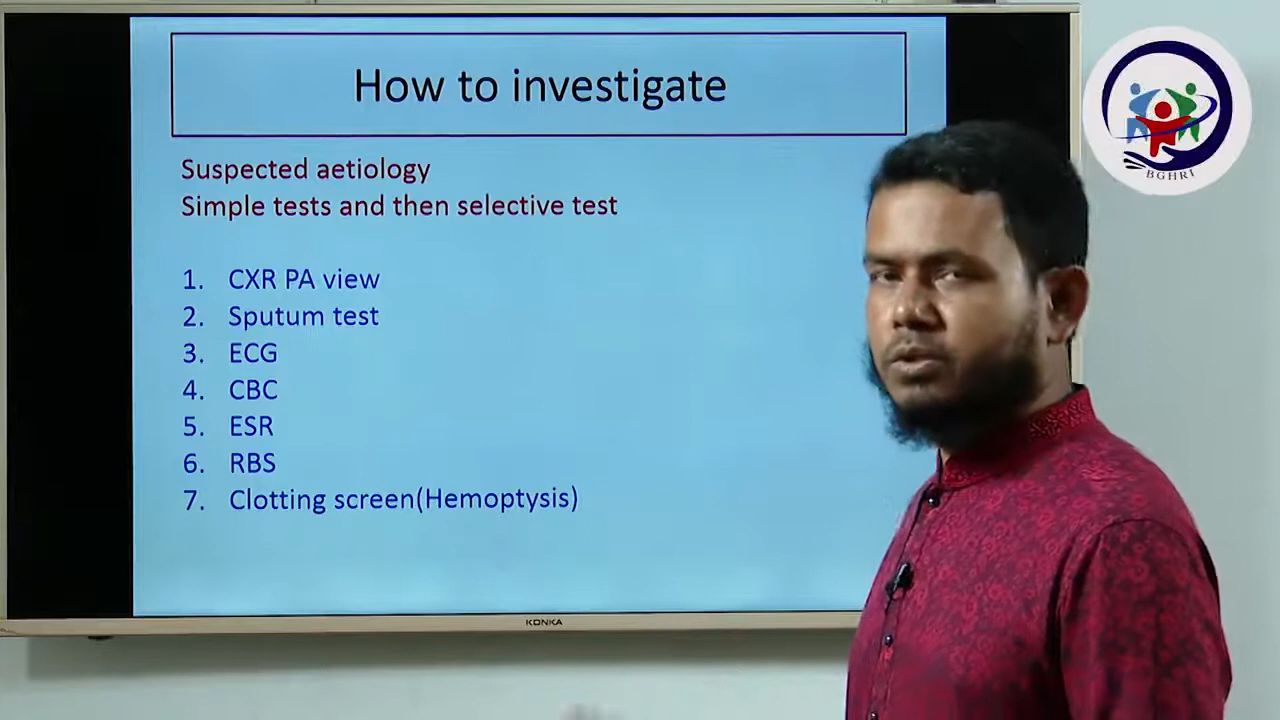 How to investigate
Suspected aetiology
Simple tests and then selective test
1. CXR PA view
2. Sputum test
3. ECG
4. CBC
5. ESR
6. RBS
7. Clotting screen(Hemoptysis)
KONKA
BGHRI